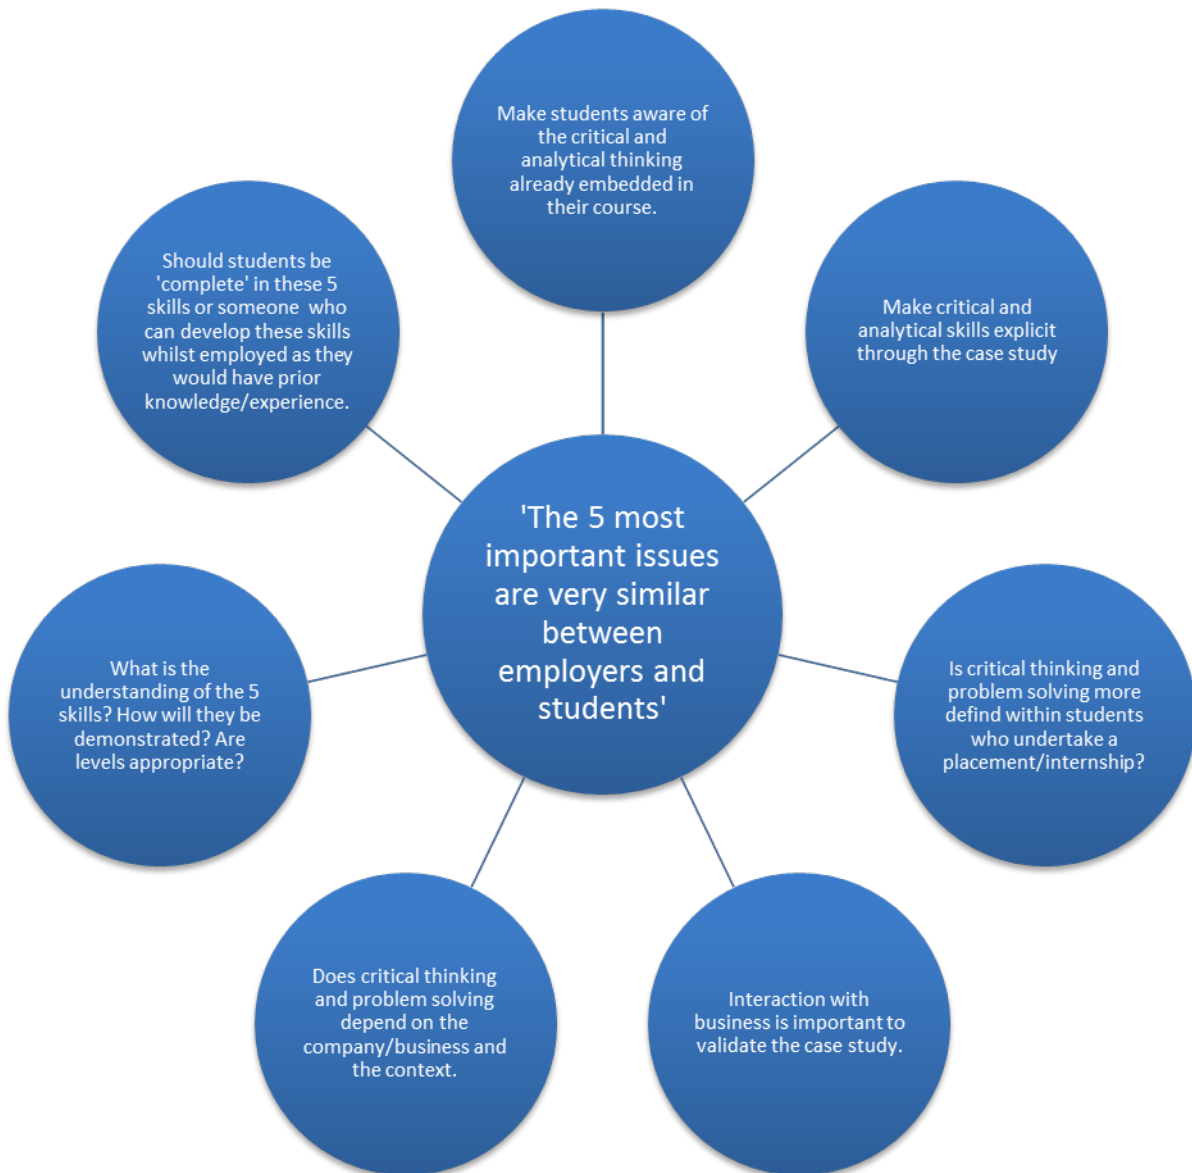 Make students aware of
the critical and
analytical thinking
already embedded in
their course.
Make critical and
analytical skills explicit
through the case study
Is critical thinking and
problem solving more
defind within students
who undertake a
placement/internship?
Interaction with
business is important to
validate the case study.
Does critical thinking
and problem solving
depend on the
company/business and
the context.
What is the
understanding of the 5
skills? How will they be
demonstrated? Are
levels appropriate?
Should students be
'complete' in these 5
skills or someone who
can develop these skills
whilst employed as they
would have prior
knowledge/experience.
'The 5 most
important issues
are very similar
between
employers and
students'